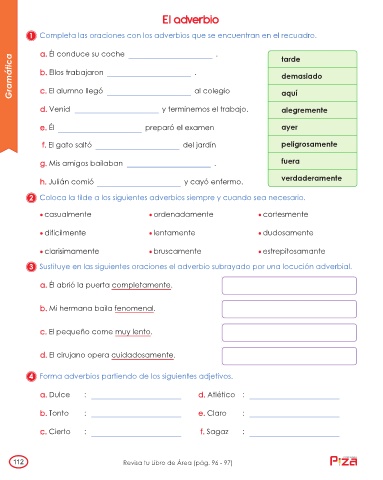 El adverbio
Gramática
1 Completa las oraciones con los adverbios que se encuentran en el recuadro.
a. Él conduce su coche ____________________ .
b. Ellos trabajaron ____________________ .
c. El alumno llegó ____________________ al colegio
d. Venid ____________________ y terminemos el trabajo.
e. Él ____________________ preparó el examen
f. El gato saltó ____________________ del jardín
g. Mis amigos bailaban ____________________ .
h. Julián comió ____________________ y cayó enfermo.
tarde
demasiado
aquí
alegremente
ayer
peligrosamente
fuera
verdaderamente
2 Coloca la tilde a los siguientes adverbios siempre y cuando sea necesario.
• casualmente • ordenadamente • cortesmente
• dificilmente • lentamente • dudosamente
• clarisimamente • bruscamente • estrepitosamante
3 Sustituye en las siguientes oraciones el adverbio subrayado por una locución adverbial.
a. Él abrió la puerta completamente.
b. Mi hermana baila fenomenal.
c. El pequeño come muy lento.
d. El cirujano opera cuidadosamente.
4 Forma adverbios partiendo de los siguientes adjetivos.
a. Dulce : ____________________ d. Atlético : ____________________
b. Tonto : ____________________ e. Claro : ____________________
c. Cierto : ____________________ f. Sagaz : ____________________
112
Revisa tu Libro de Área (pág. 96 - 97)